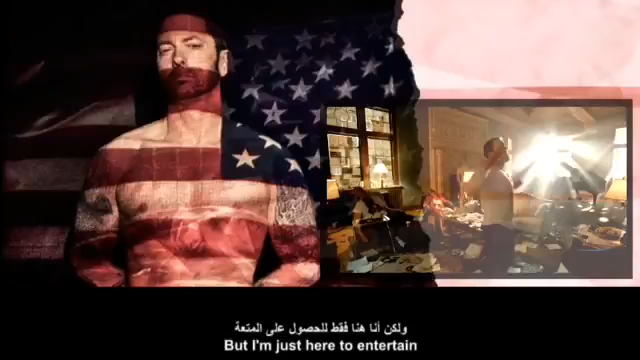 ولكن أنا هنا فقط للحصول على المتعة
But I'm just here to entertain